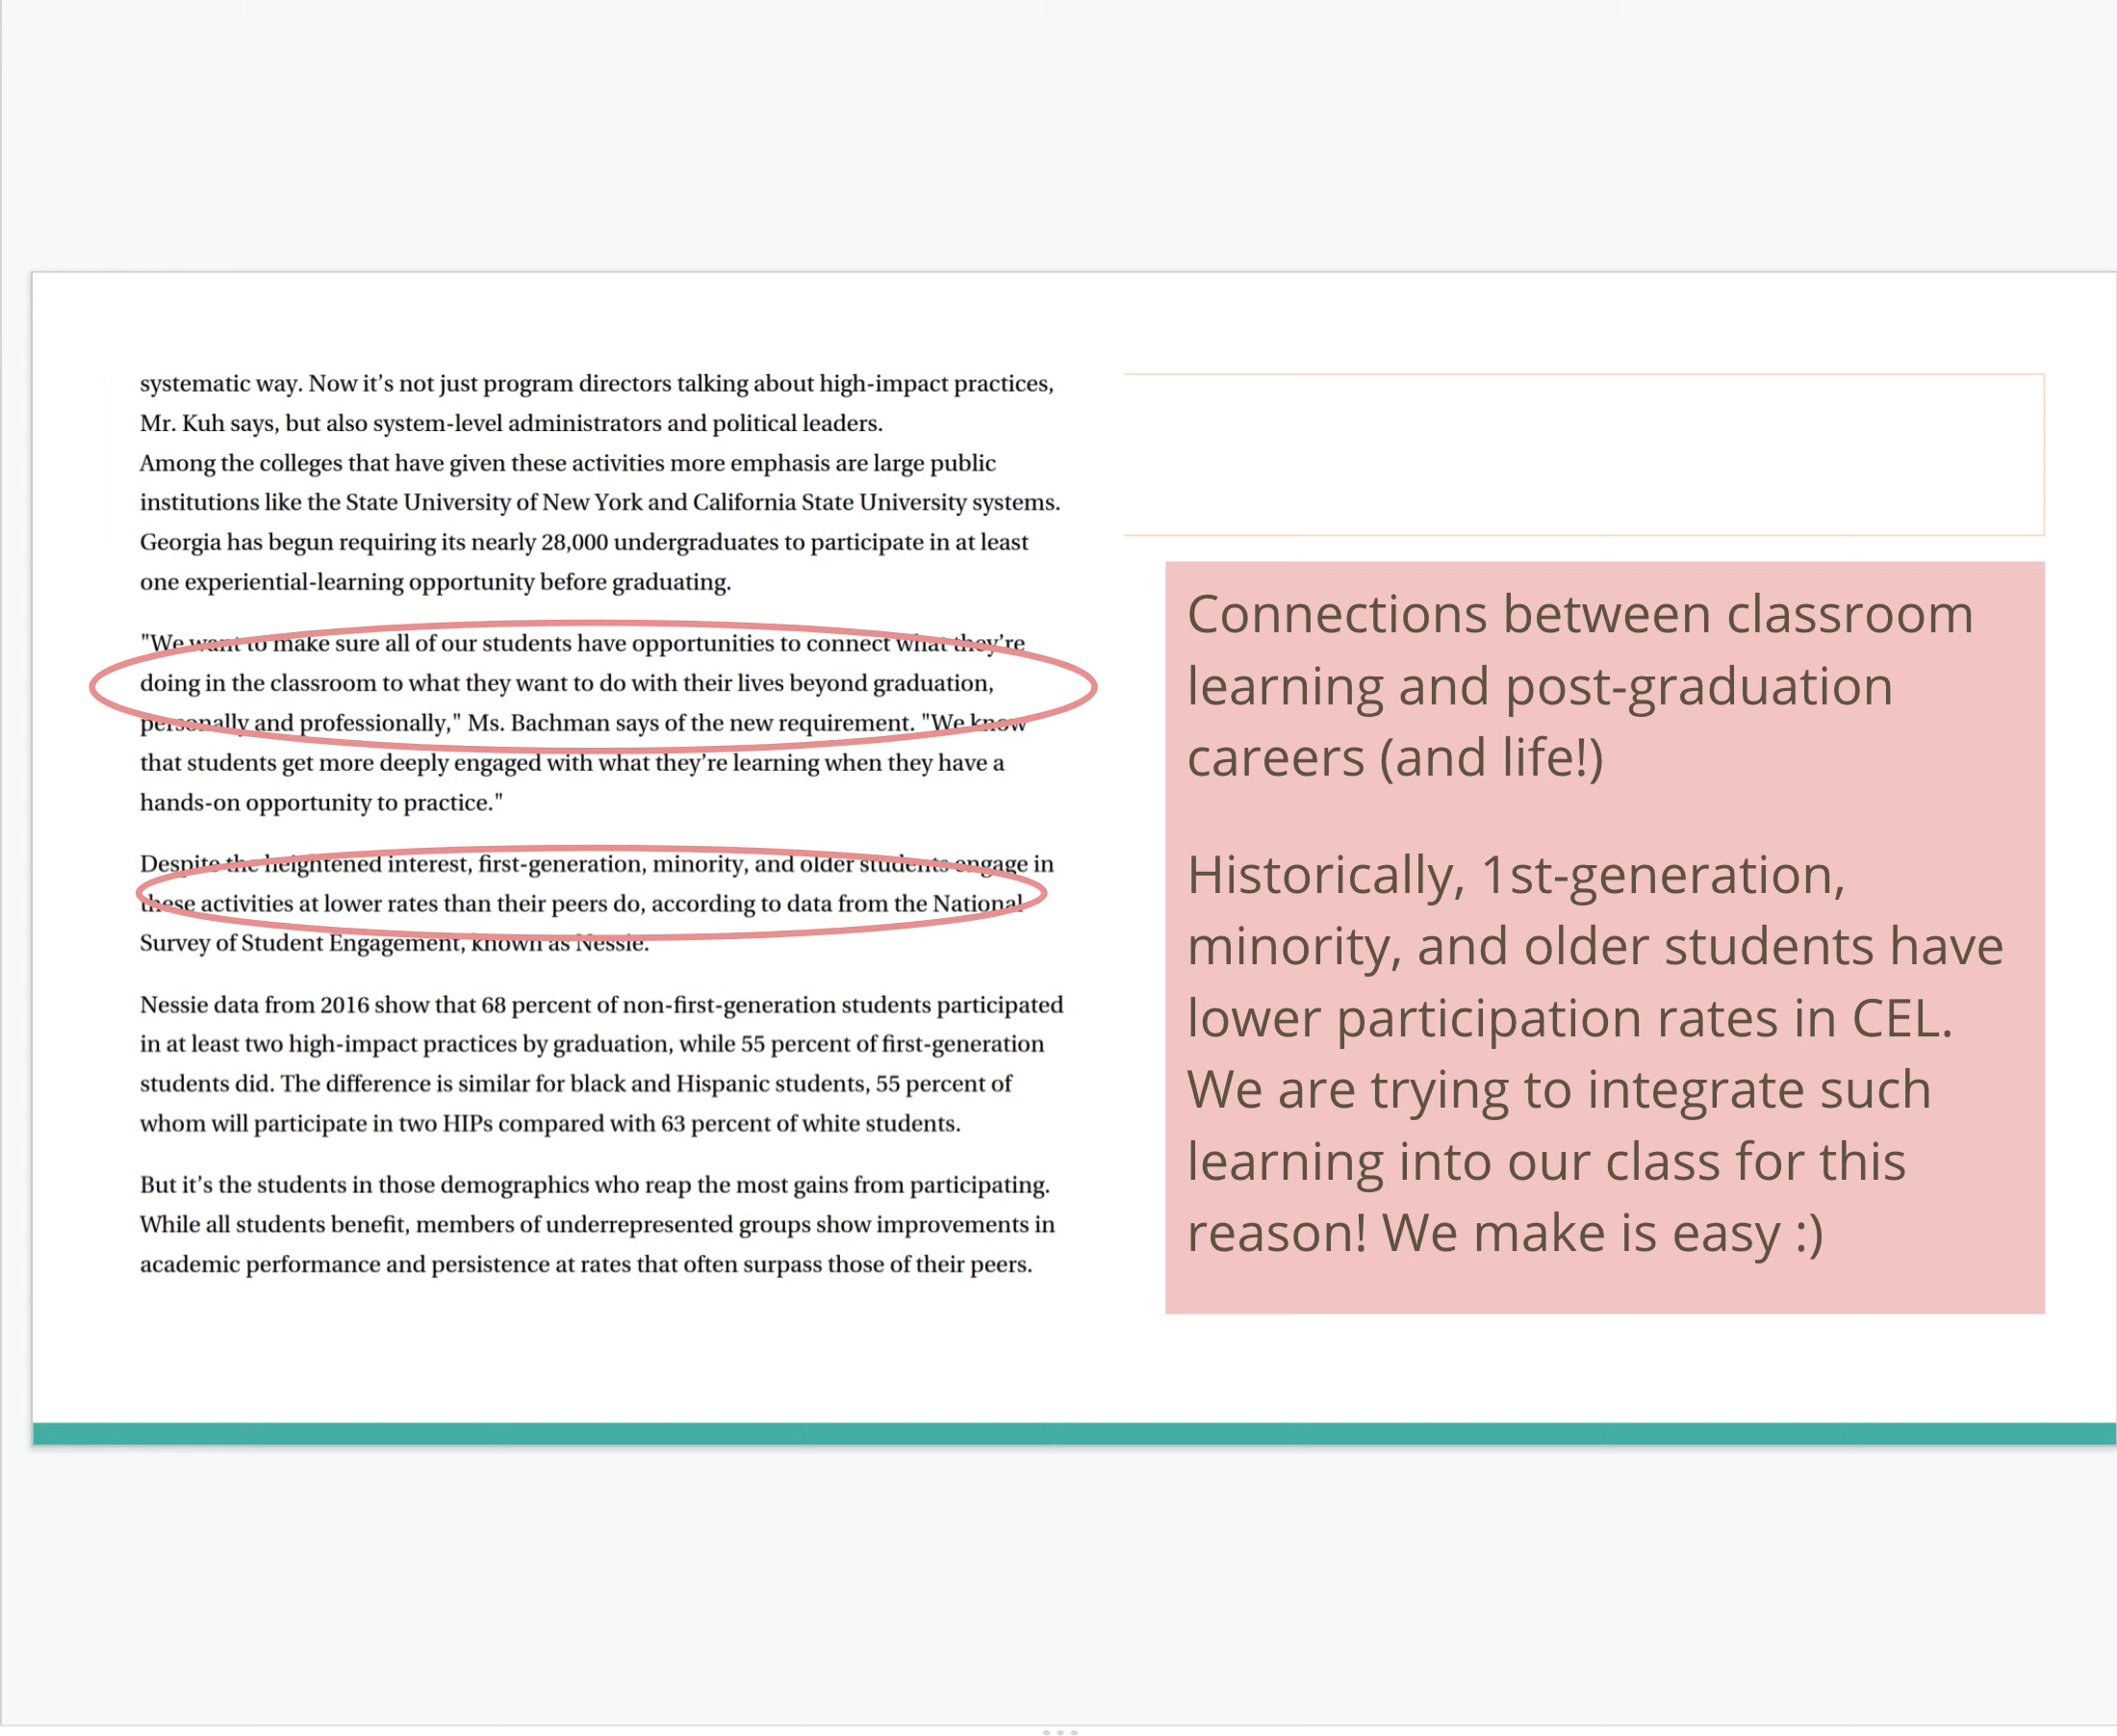 systematic way. Now it’s not just program directors talking about high-impact practices,
Mr. Kuh says, but also system-level administrators and political leaders.
Among the colleges that have given these activities more emphasis are large public
institutions like the State University of New York and California State University systems.
Georgia has begun requiring its nearly 28,000 undergraduates to participate in at least
one experiential-learning opportunity before graduating.
"We want to make sure all of our students have opportunities to connect what they’re
doing in the classroom to what they want to do with their lives beyond graduation,
personally and professionally," Ms. Bachman says of the new requirement. "We know
that students get more deeply engaged with what they’re learning when they have a
hands-on opportunity to practice."
Despite the heightened interest, first-generation, minority, and older students engage in
these activities at lower rates than their peers do, according to data from the National
Survey of Student Engagement, known as Nessie.
Nessie data from 2016 show that 68 percent of non-first-generation students participated
in at least two high-impact practices by graduation, while 55 percent of first-generation
students did. The difference is similar for black and Hispanic students, 55 percent of
whom will participate in two HIPs compared with 63 percent of white students.
But it’s the students in those demographics who reap the most gains from participating.
While all students benefit, members of underrepresented groups show improvements in
academic performance and persistence at rates that often surpass those of their peers.
Connections between classroom
learning and post-graduation
careers (and life!)
Historically, 1st-generation,
minority, and older students have
lower participation rates in CEL.
We are trying to integrate such
learning into our class for this
reason! We make is easy :)